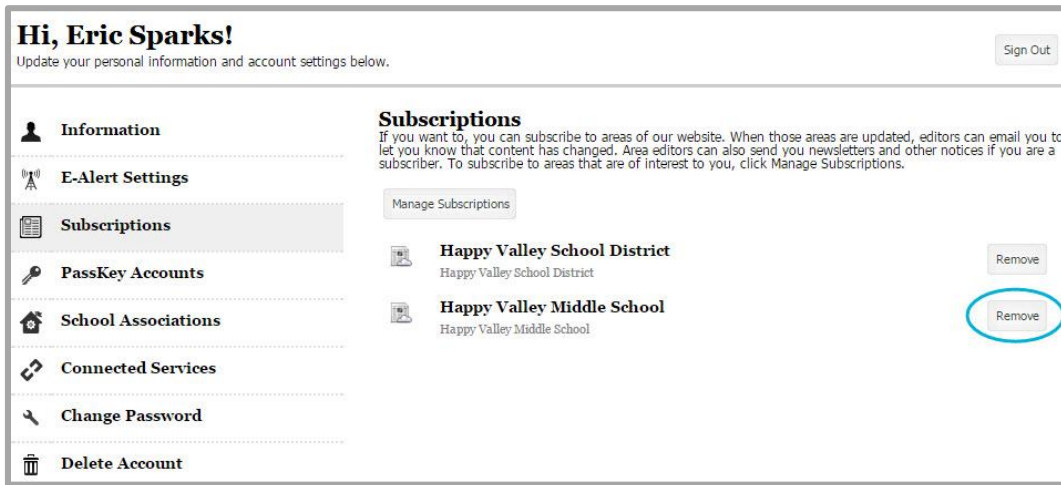 Hi, Eric Sparks!
Update your personal information and account settings below.
Sign Out
Information
E-Alert Settings
Subscriptions
PassKey Accounts
School Associations
Connected Services
Change Password
Delete Account
Subscriptions
If you want to, you can subscribe to areas of our website. When those areas are updated, editors can email you to
let you know that content has changed. Area editors can also send you newsletters and other notices if you are a
subscriber. To subscribe to areas that are of interest to you, click Manage Subscriptions.
Manage Subscriptions
Happy Valley School District
Happy Valley School District
Remove
Happy Valley Middle School
Happy Valley Middle School
Remove